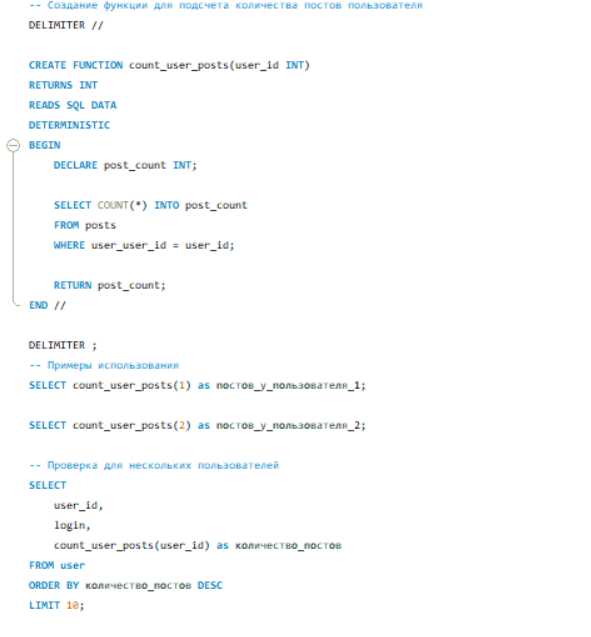 -- Создание функции для подсчета количества постов пользователя
DELIMITER //
CREATE FUNCTION count_user_posts(user_id INT)
RETURNS INT
READS SQL DATA
DETERMINISTIC
BEGIN
DECLARE post_count INT;
SELECT COUNT(*) INTO post_count
FROM posts
WHERE user_user_id = user_id;
RETURN post_count;
END //
DELIMITER ;
-- Примеры использования
SELECT count_user_posts(1) as постов_у_пользователя_1;
SELECT count_user_posts(2) as постов_у_пользователя_2;
-- Проверка для нескольких пользователей
SELECT
user_id,
login,
count_user_posts(user_id) as количество_постов
FROM user
ORDER BY количество_постов DESC
LIMIT 10;